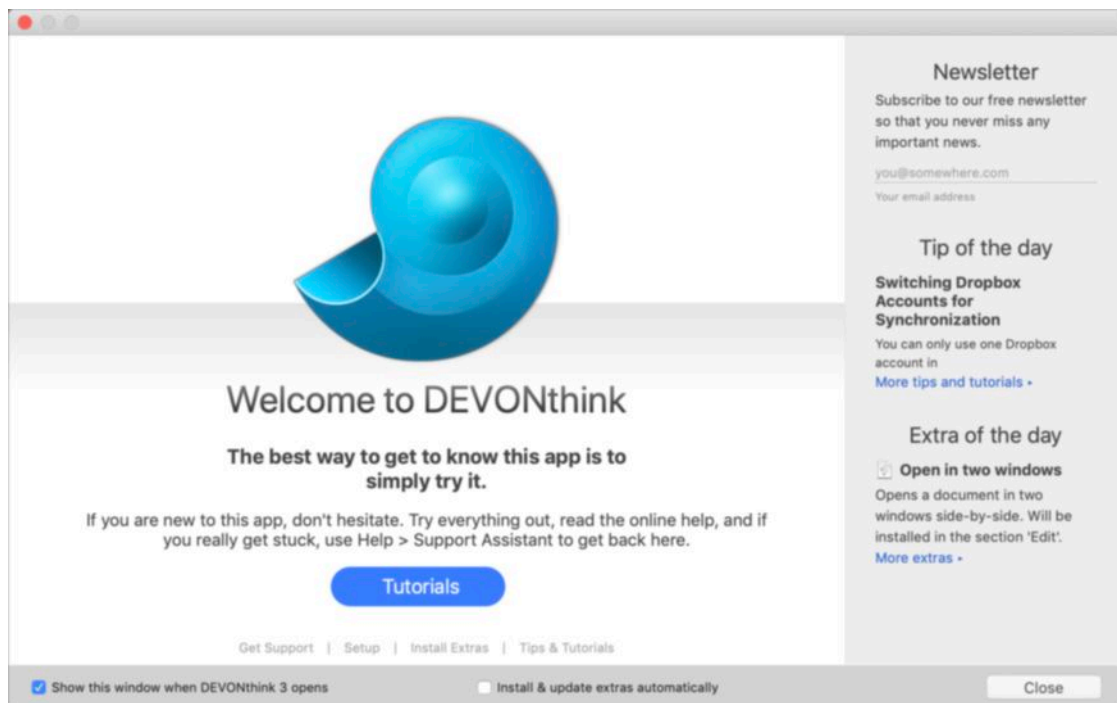 Welcome to DEVONthink
The best way to get to know this app is to
simply try it.
If you are new to this app, don't hesitate. Try everything out, read the online help, and if
you really get stuck, use Help > Support Assistant to get back here.
Tutorials
Get Support | Setup | Install Extras | Tips & Tutorials
Newsletter
Subscribe to our free newsletter
so that you never miss any
important news.
you@somewhere.com
Your email address
Tip of the day
Switching Dropbox
Accounts for
Synchronization
You can only use one Dropbox
account in
More tips and tutorials
Extra of the day
Open in two windows
Opens a document in two
windows side-by-side. Will be
installed in the section 'Edit'.
More extras
Show this window when DEVONthink 3 opens
Install & update extras automatically
Close